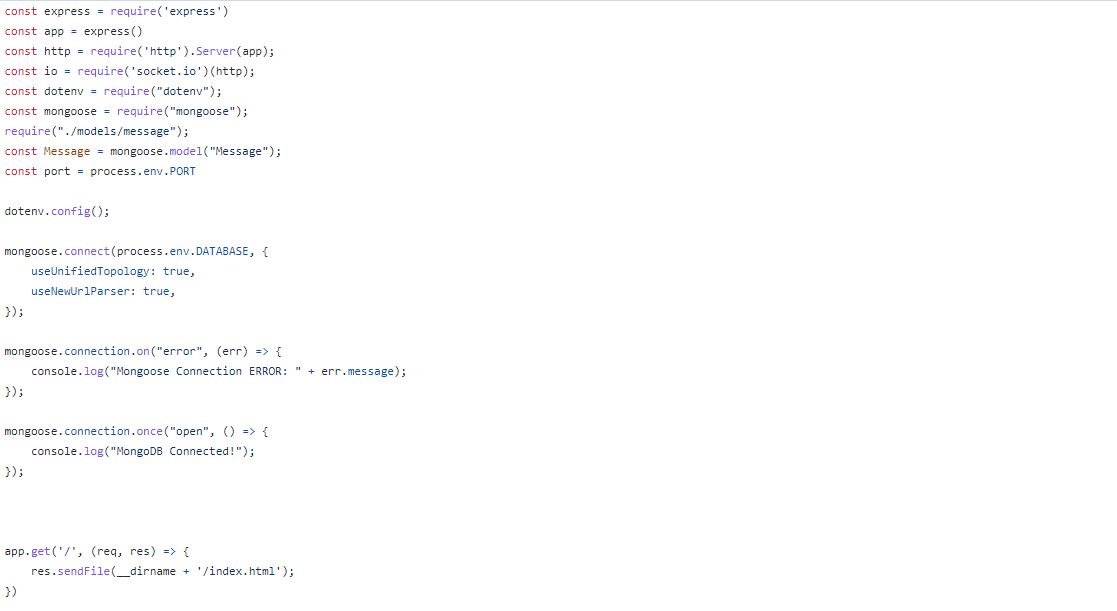 const express = require('express')
const app = express()
const http = require('http').Server(app);
const io = require('socket.io')(http);
const dotenv = require("dotenv");
const mongoose = require("mongoose");
require("./models/message");
const Message = mongoose.model("Message");
const port = process.env.PORT
dotenv.config();
mongoose.connect(process.env.DATABASE, {
    useUnifiedTopology: true,
    useNewUrlParser: true,
});
mongoose.connection.on("error", (err) => {
    console.log("Mongoose Connection ERROR: " + err.message);
});
mongoose.connection.once("open", () => {
    console.log("MongoDB Connected!");
});
app.get('/', (req, res) => {
    res.sendFile(__dirname + '/index.html');
})